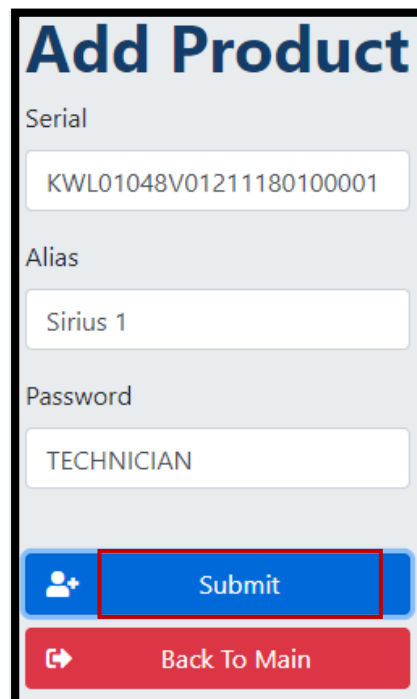 Add Product
Serial
KWL01048V01211180100001
Alias
Sirius 1
Password
TECHNICIAN
Submit
Back To Main